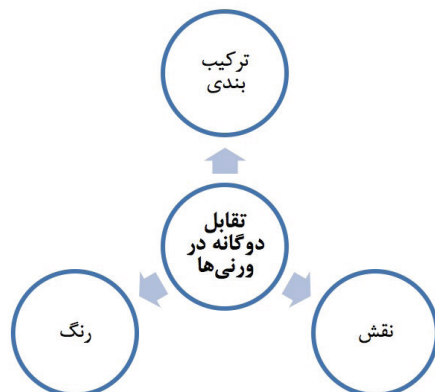 ترکیب
بندی
تقابل
دوگانه در
ورنی‌ها
نقش
رنگ